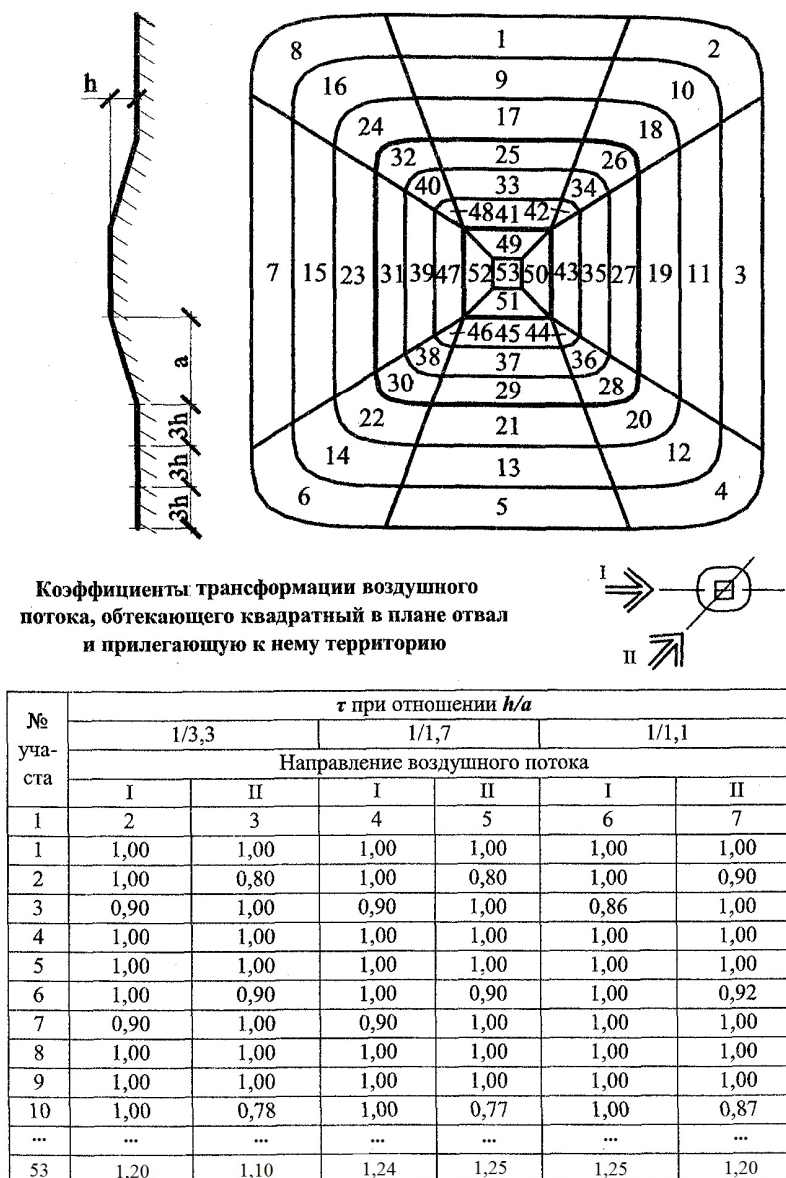 h
a
3h
3h
3h
8 1 2
16 9 10
24 17 18
32 25 26
40 33 34
48 41 42
49
7 15 23 31 39 47 52 53 50 43 35 27 19 11 3
51
46 45 44
38 37 36
30 29 28
22 21 20
14 13 12
6 5 4
Коэффициенты трансформации воздушного
потока, обтекающего квадратный в плане отвал
и прилегающую к нему территорию
I
II
№ уча-ста
τ при отношении h/a
1/3,3 1/1,7 1/1,1
Направление воздушного потока
I II I II I II
1 2 3 4 5 6 7
1 1,00 1,00 1,00 1,00 1,00 1,00
2 1,00 0,80 1,00 0,80 1,00 0,90
3 0,90 1,00 0,90 1,00 0,86 1,00
4 1,00 1,00 1,00 1,00 1,00 1,00
5 1,00 1,00 1,00 1,00 1,00 1,00
6 1,00 0,90 1,00 0,90 1,00 0,92
7 0,90 1,00 0,90 1,00 1,00 1,00
8 1,00 1,00 1,00 1,00 1,00 1,00
9 1,00 1,00 1,00 1,00 1,00 1,00
10 1,00 0,78 1,00 0,77 1,00 0,87
... ... ... ... ... ... ...
53 1,20 1,10 1,24 1,25 1,25 1,20